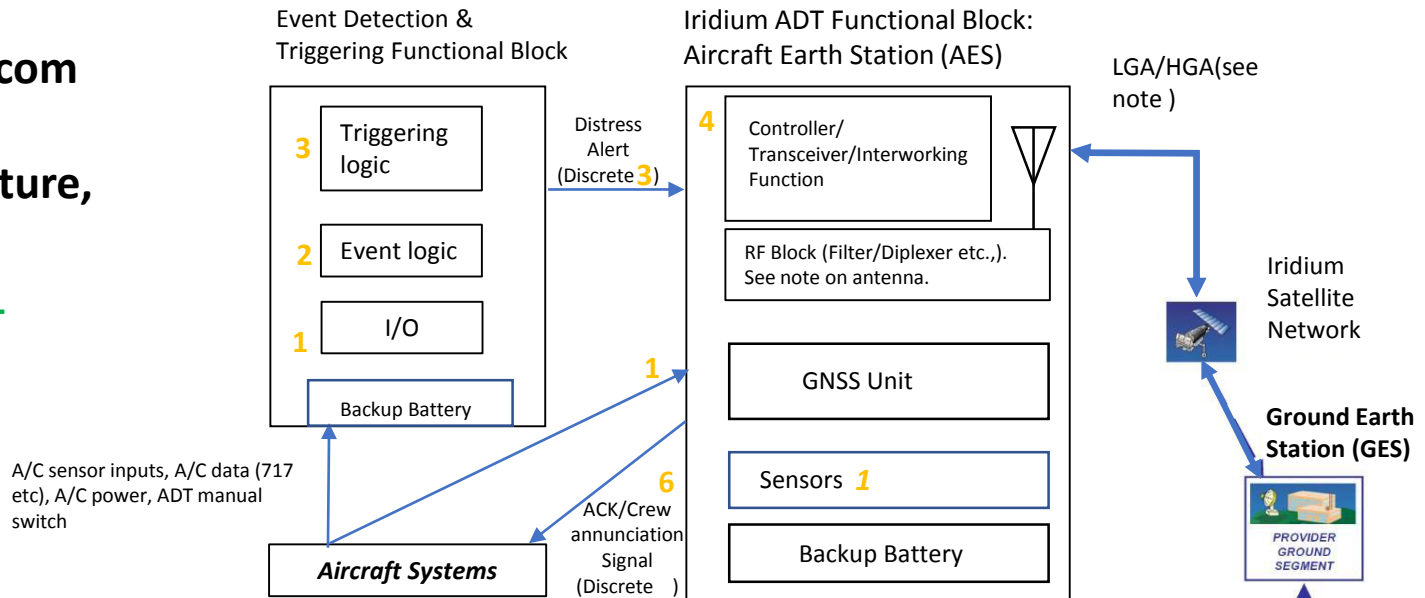 com
ture,
Event Detection &
Triggering Functional Block
3
Triggering
logic
2
Event logic
1
I/O
Backup Battery
A/C sensor inputs, A/C data (717
etc), A/C power, ADT manual
switch
Aircraft Systems
Distress
Alert
(Discrete 3)
1
6
ACK/Crew
annunciation
Signal
(Discrete )
Iridium ADT Functional Block:
Aircraft Earth Station (AES)
4
Controller/
Transceiver/Interworking
Function
RF Block (Filter/Diplexer etc.,).
See note on antenna.
GNSS Unit
Sensors 1
Backup Battery
LGA/HGA(see
note )
Iridium
Satellite
Network
Ground Earth
Station (GES)
PROVIDER
GROUND
SEGMENT